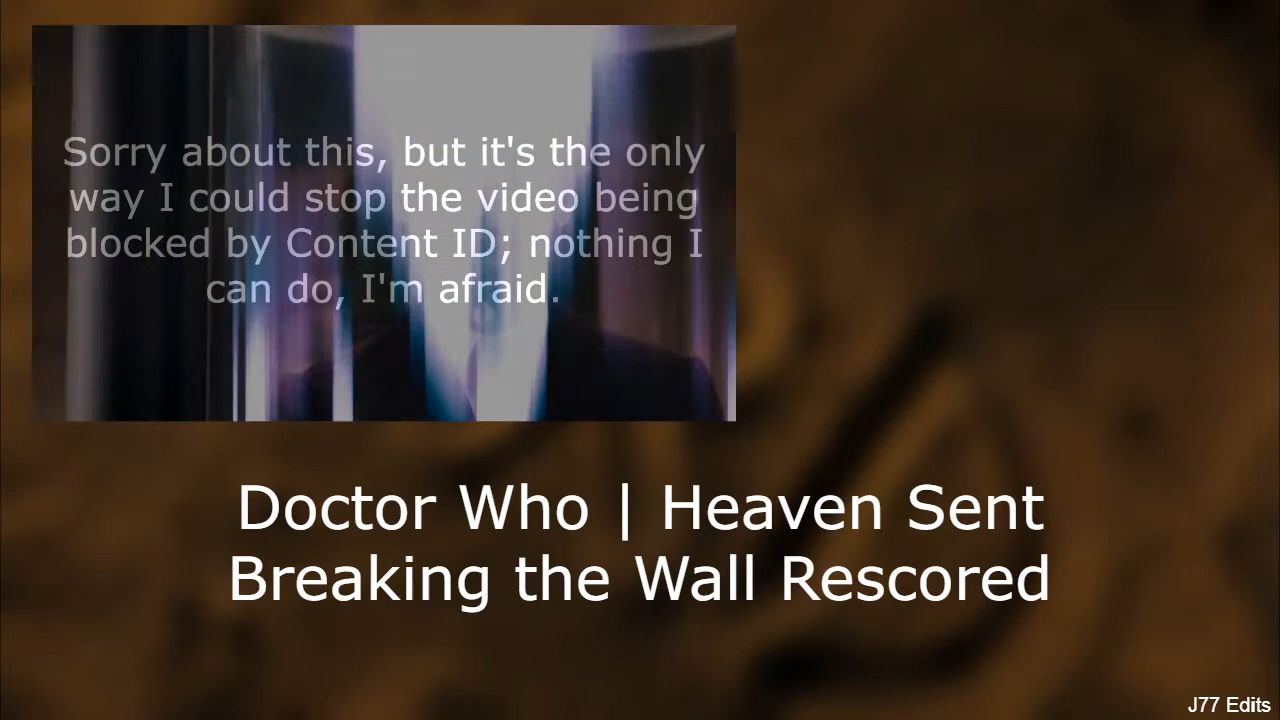 Sorry about this, but it's the only
way I could stop the video being
blocked by Content ID; nothing I
can do, I'm afraid.
Doctor Who | Heaven Sent
Breaking the Wall Rescored
J77 Edits